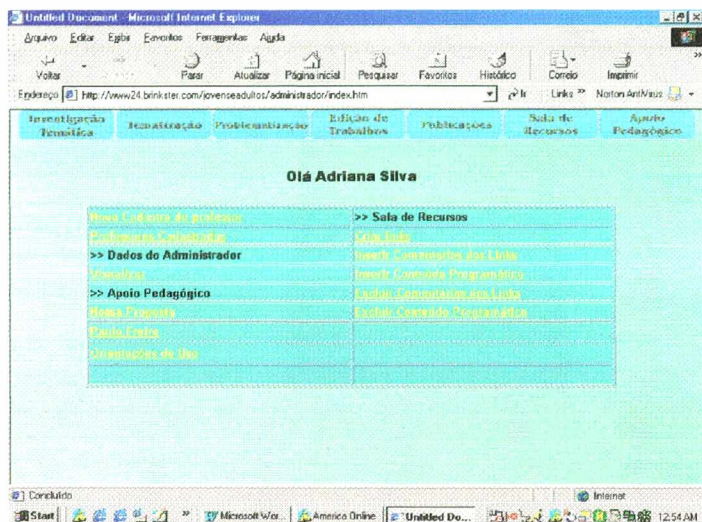 Untitled Document - Microsoft Internet Explorer
Arquivo Editar Exibir Favoritos Ferramentas Ajuda
Voltar Parar Atualizar Página inicial Pesquisar Favoritos Histórico Correio Imprimir
Endereço http://www24.brinkster.com/jovenseadultos/administrador/index.htm Ir Links Norton AntiVirus
Investigação Temática
Tematização
Problematização
Edição de Trabalhos
Publicações
Sala de Recursos
Apoio Pedagógico
Olá Adriana Silva
Novo Cadastro do professor
Professores Cadastrados
>> Dados do Administrador
Visualizar
>> Apoio Pedagógico
Nossa Proposta
Paulo Freire
Orientações de Uso
>> Sala de Recursos
Criar links
Inserir Comentários dos Links
Inserir Conteúdo Programático
Excluir Comentários dos Links
Excluir Conteúdo Programático
Concluído Internet
Start Microsoft Wor... America Online Untitled Do... 12:54 AM